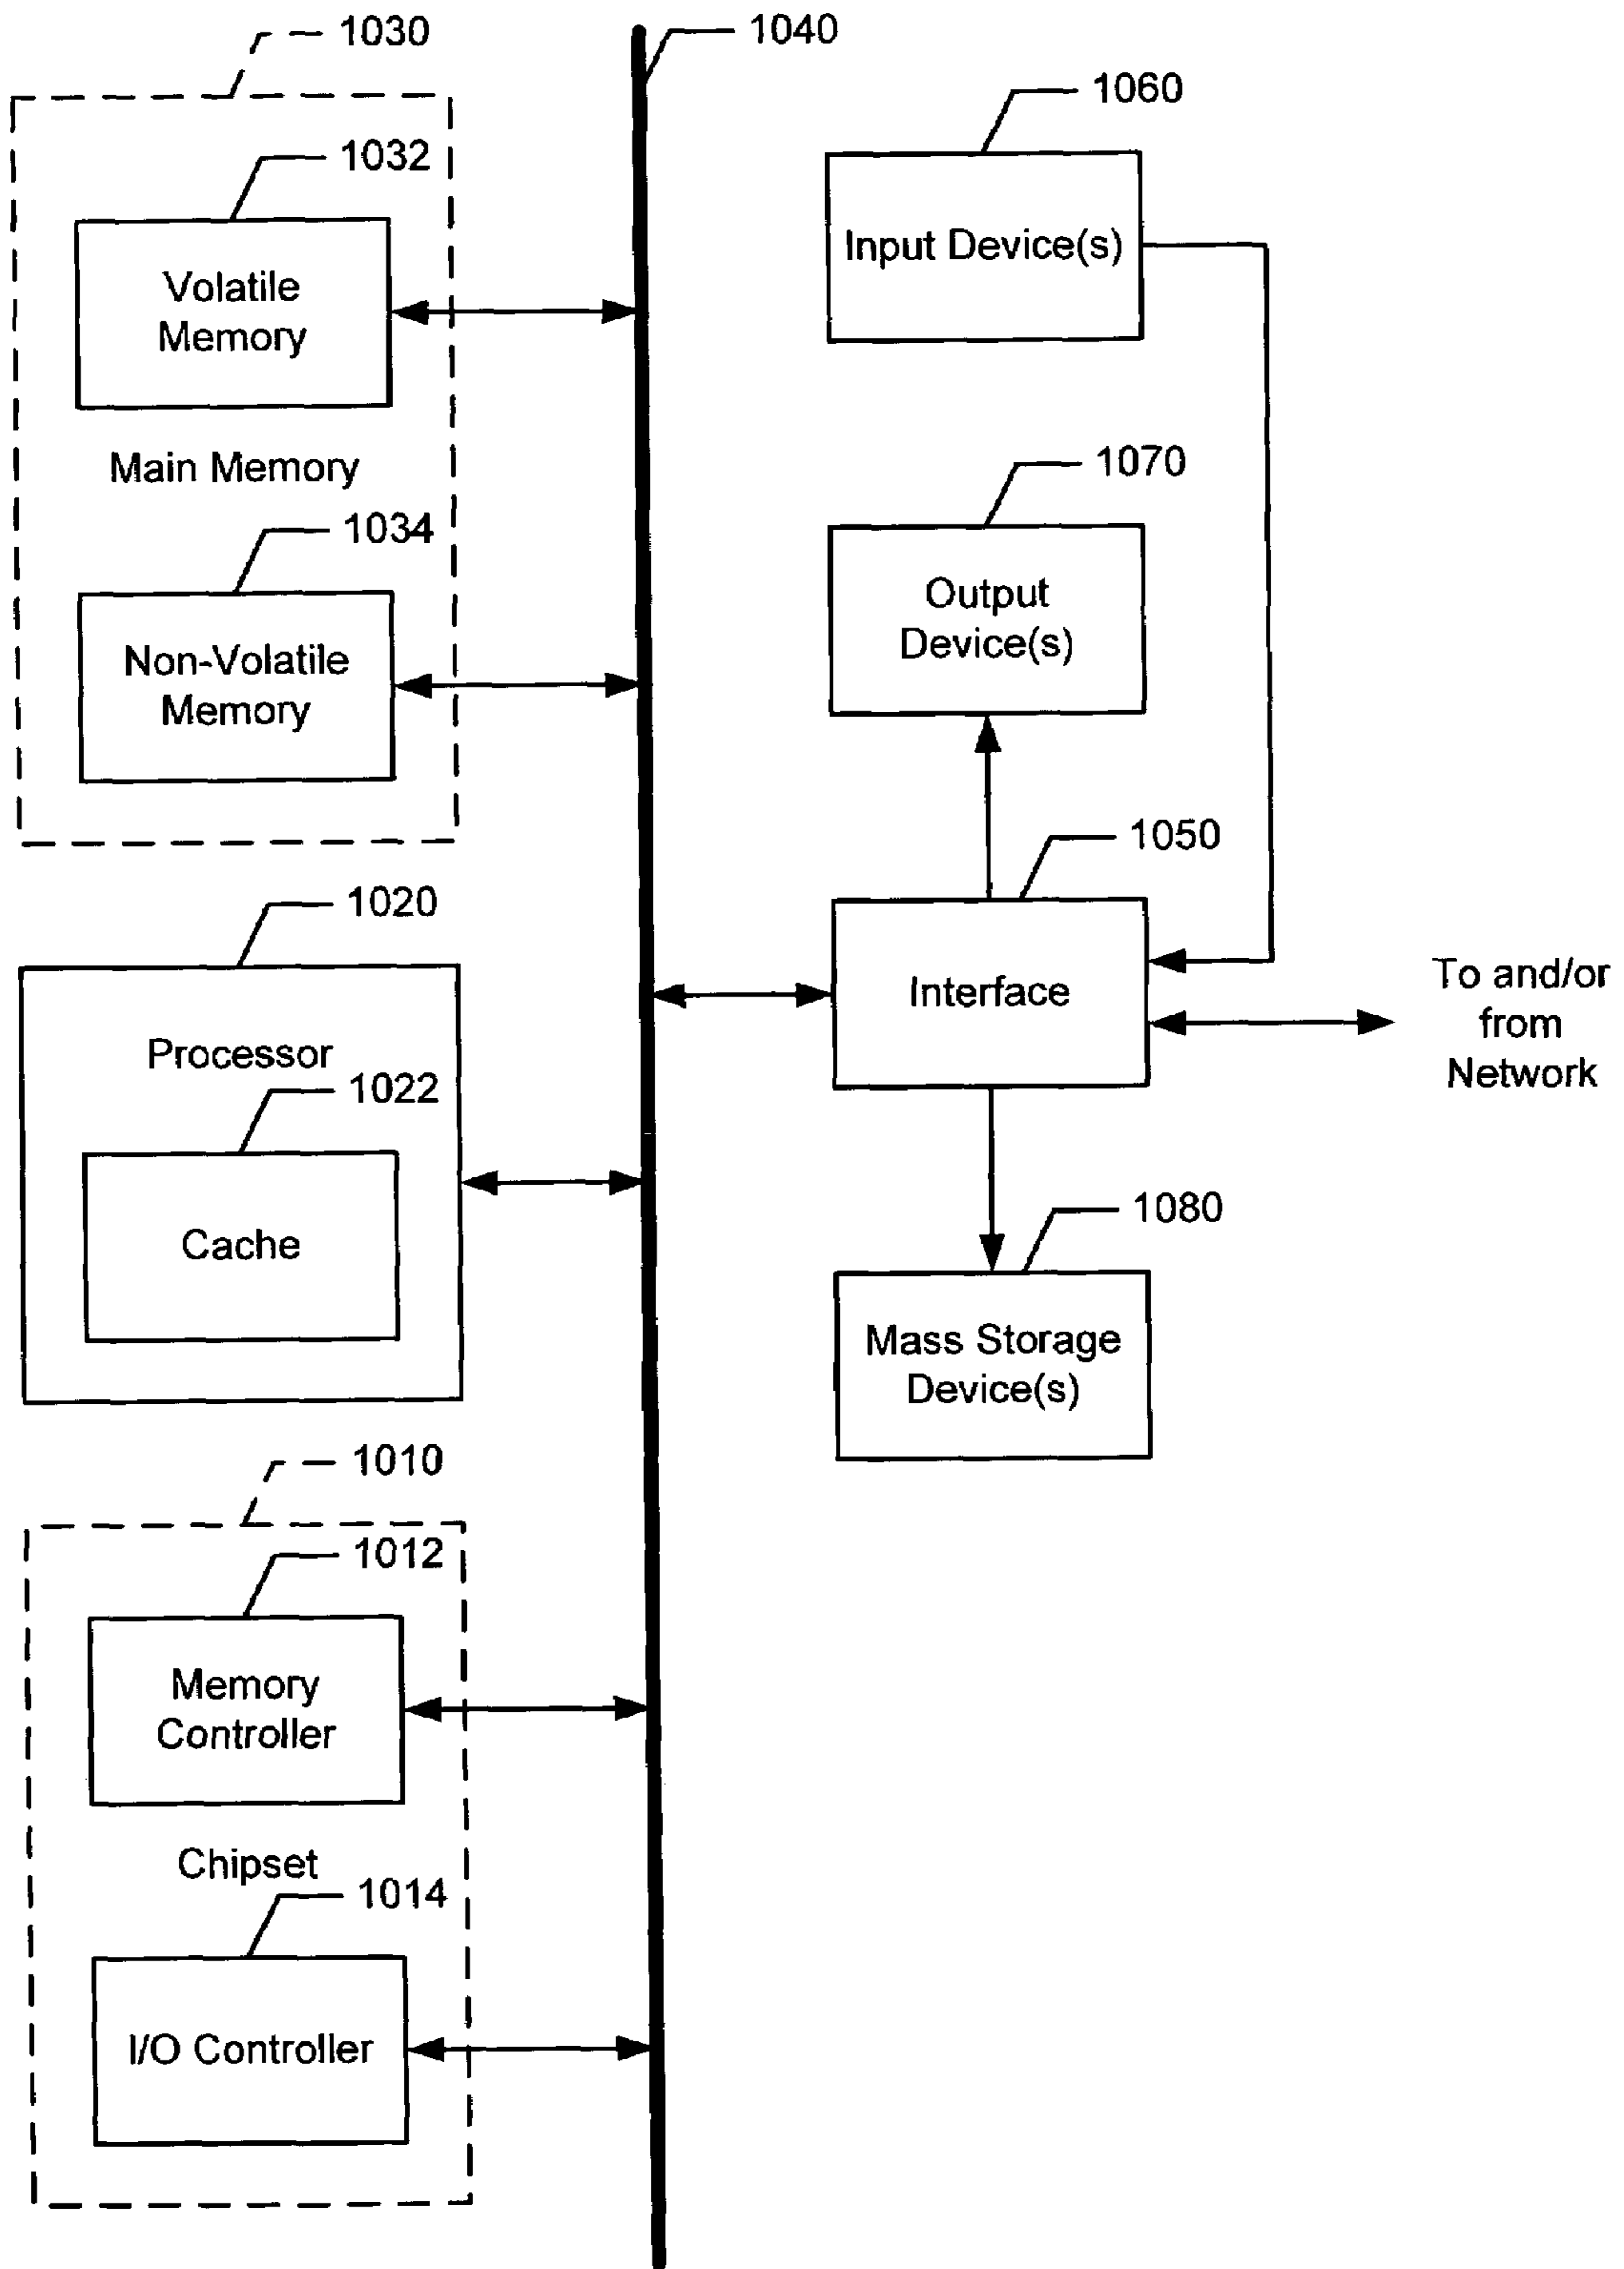 1030
1040
1060
1032
Input Device(s)
Volatile
Memory
Main Memory
1070
1034
Output
Device(s)
Non-Volatile
Memory
1050
1020
Interface
To and/or
from
Network
Processor
1022
Cache
1080
Mass Storage
Device(s)
1010
1012
Memory
Controller
Chipset
1014
I/O Controller